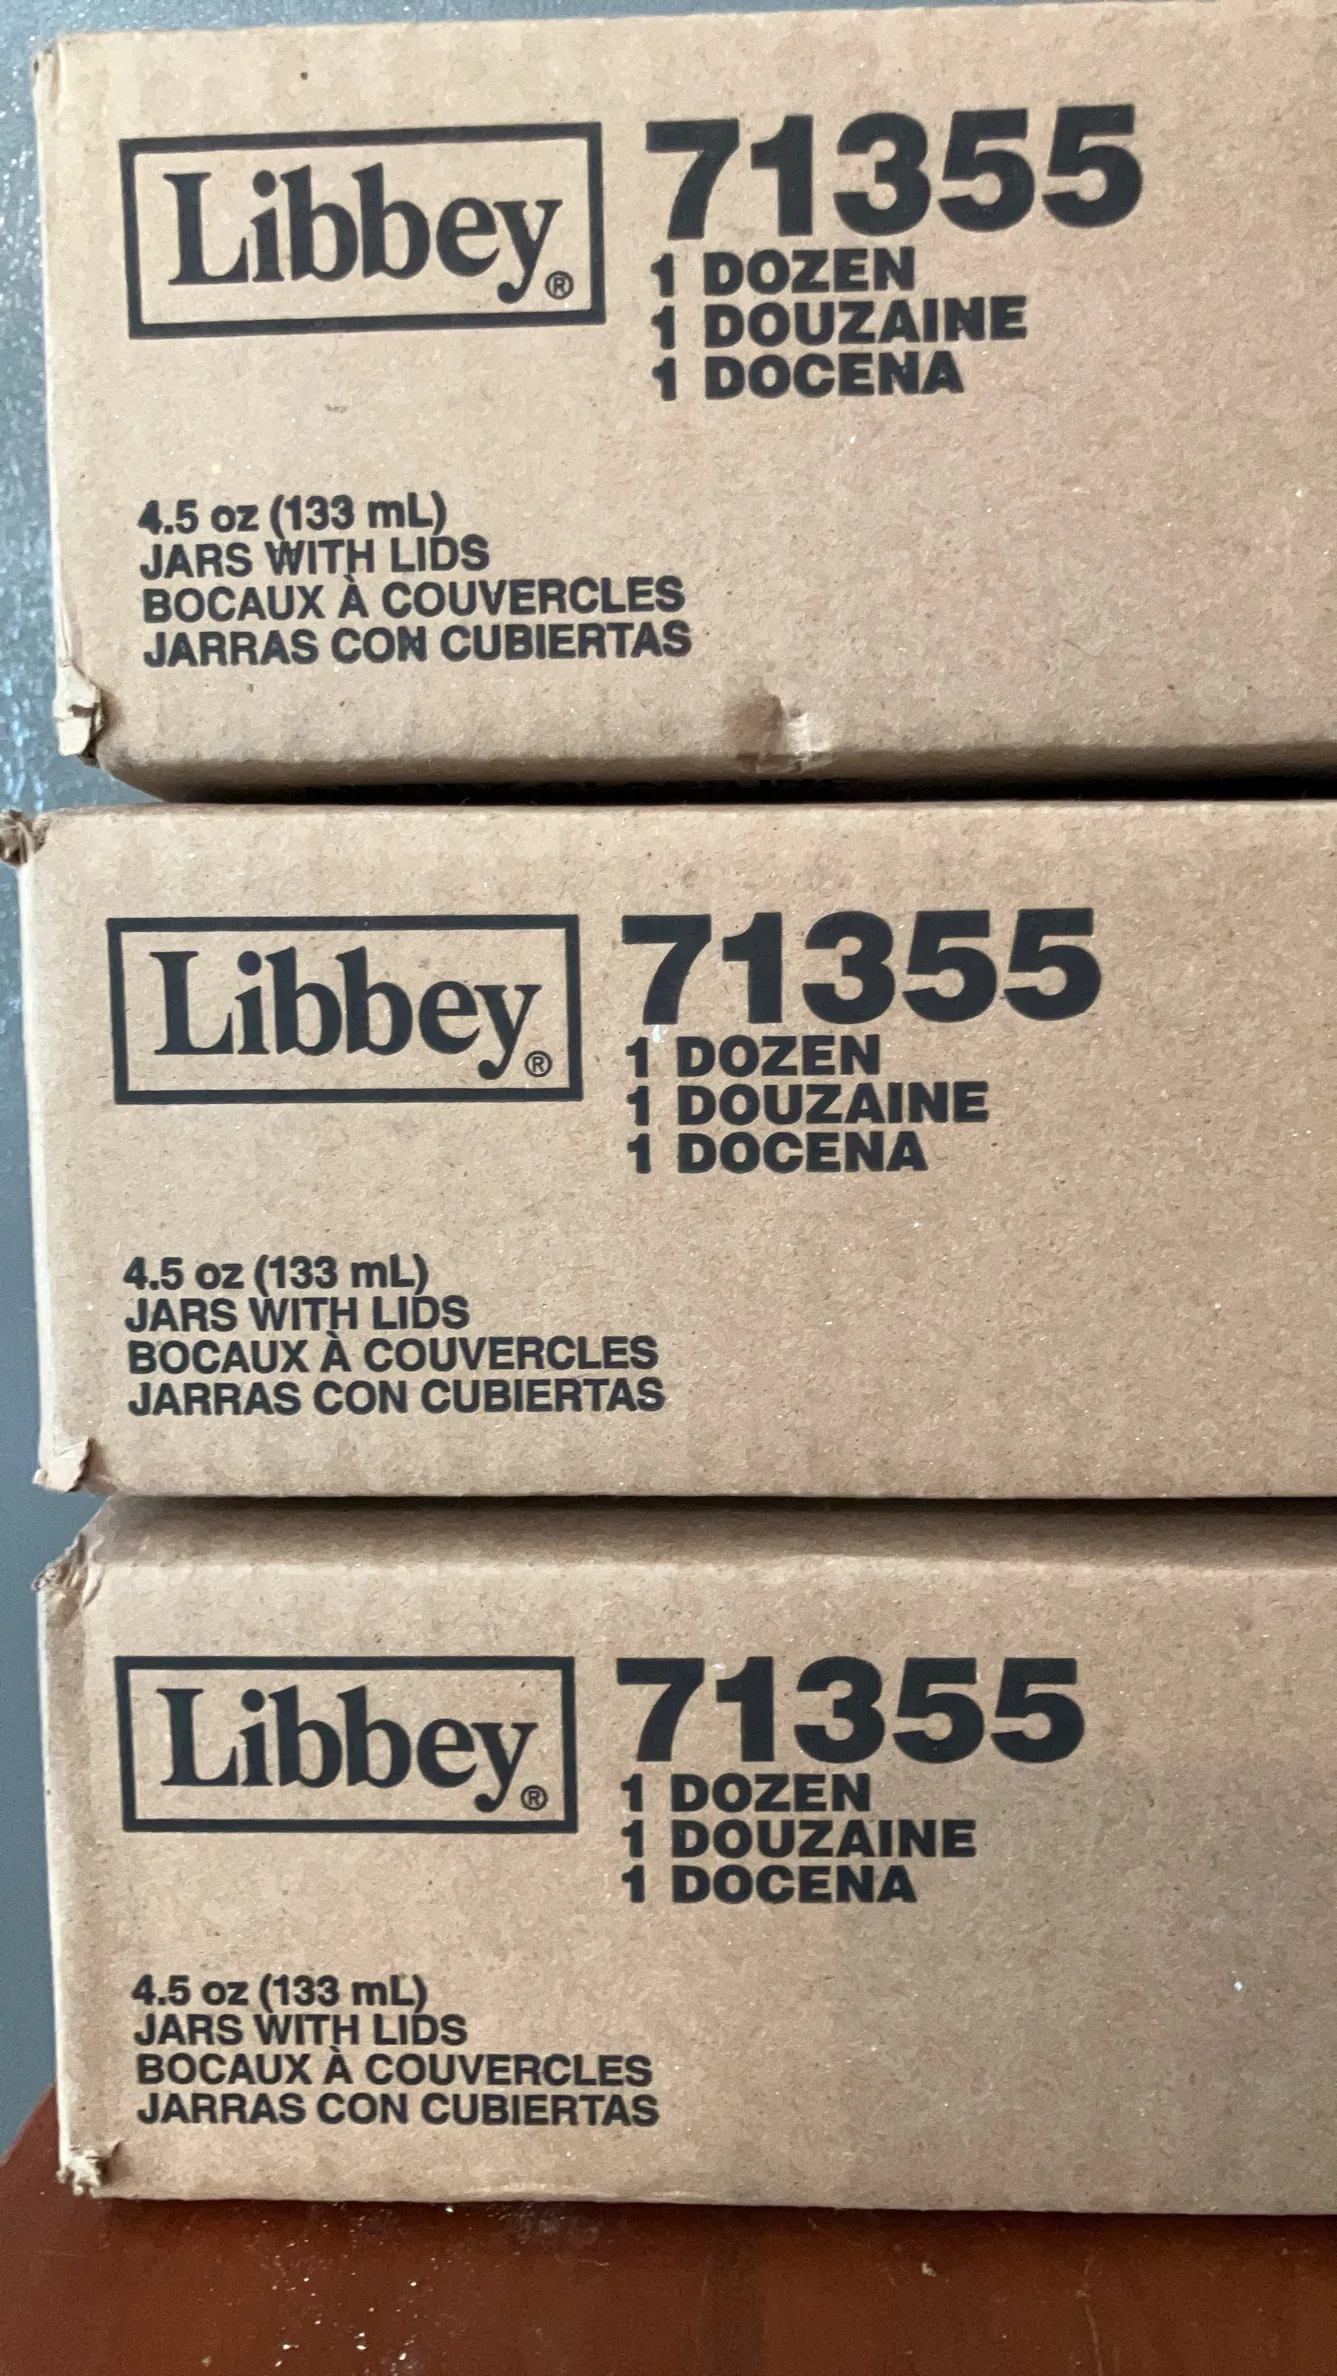 Libbey®
71355
1 DOZEN
1 DOUZAINE
1 DOCENA
4.5 oz (133 mL)
JARS WITH LIDS
BOCAUX À COUVERCLES
JARRAS CON CUBIERTAS
Libbey®
71355
1 DOZEN
1 DOUZAINE
1 DOCENA
4.5 oz (133 mL)
JARS WITH LIDS
BOCAUX À COUVERCLES
JARRAS CON CUBIERTAS
Libbey®
71355
1 DOZEN
1 DOUZAINE
1 DOCENA
4.5 oz (133 mL)
JARS WITH LIDS
BOCAUX À COUVERCLES
JARRAS CON CUBIERTAS